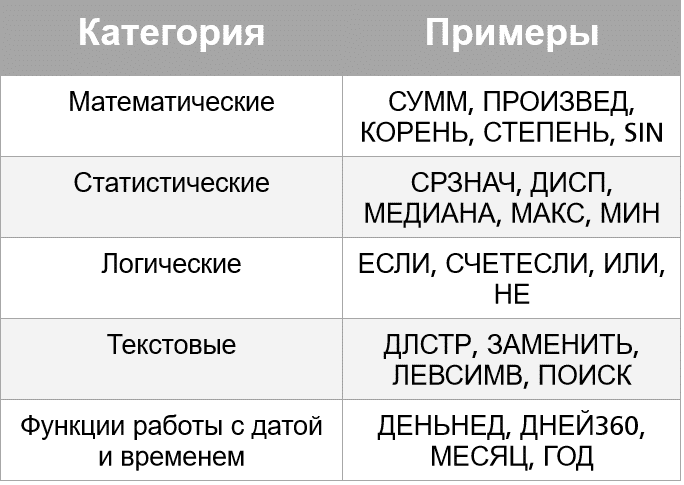 Категория
Примеры
Математические
СУММ, ПРОИЗВЕД,
КОРЕНЬ, СТЕПЕНЬ, SIN
Статистические
СРЗНАЧ, ДИСП,
МЕДИАНА, МАКС, МИН
Логические
ЕСЛИ, СЧЕТЕСЛИ, ИЛИ,
НЕ
Текстовые
ДЛСТР, ЗАМЕНИТЬ,
ЛЕВСИМВ, ПОИСК
Функции работы с датой
и временем
ДЕНЬНЕД, ДНЕЙ360,
МЕСЯЦ, ГОД